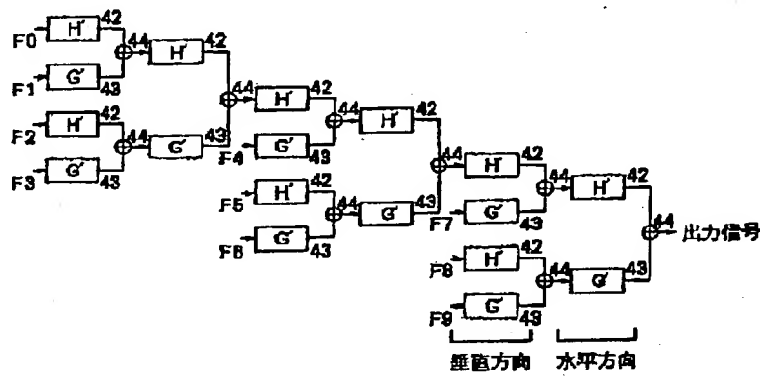 F0 H' 42
44 H' 42
F1 G' 43
44 H' 42
F2 H' 42
44 H' 42
44 G' 43
F4 G' 43
F3 G' 43
44 H' 42
F5 H' 42
44 H' 42
44 G' 43
F7 G' 43
F6 G' 43
44 出力信号
F8 H' 42
44 G' 43
F9 G' 43
垂直方向 水平方向